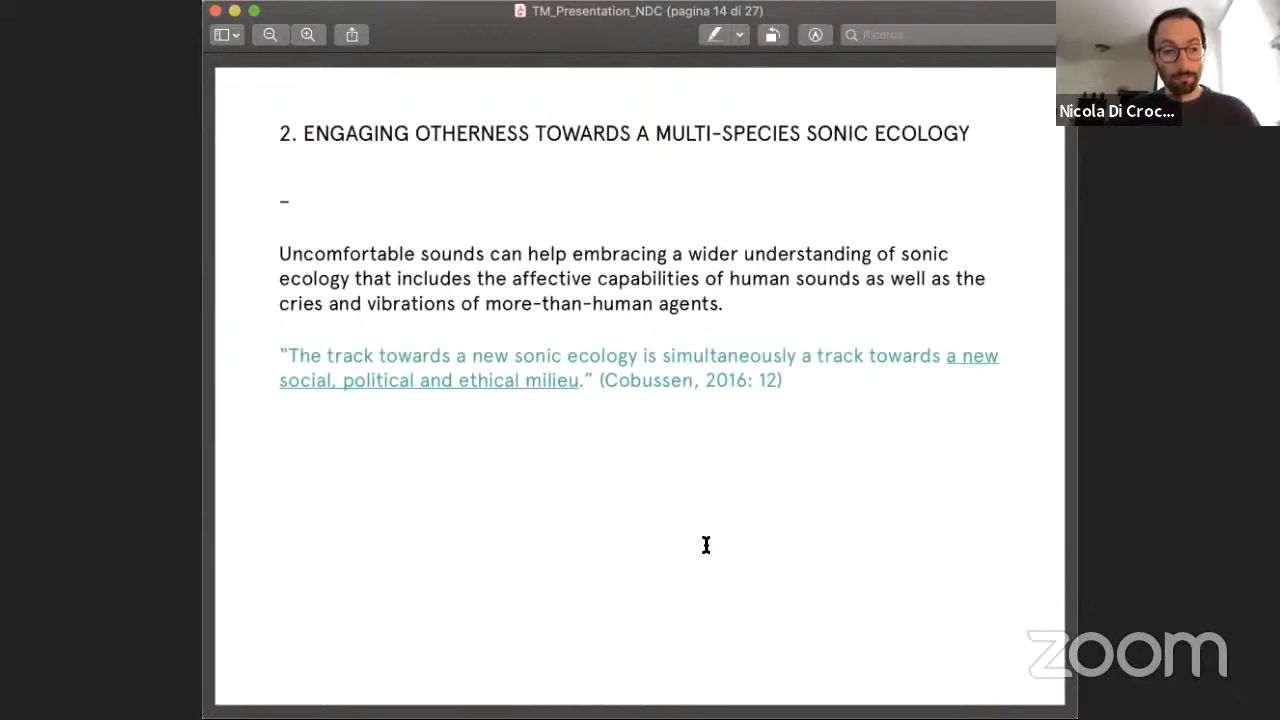 TM_Presentation_NDC (pagina 14 di 27)
Ricerca
Nicola Di Croc...
2. ENGAGING OTHERNESS TOWARDS A MULTI-SPECIES SONIC ECOLOGY
–
Uncomfortable sounds can help embracing a wider understanding of sonic
ecology that includes the affective capabilities of human sounds as well as the
cries and vibrations of more-than-human agents.
“The track towards a new sonic ecology is simultaneously a track towards a new
social, political and ethical milieu.” (Cobussen, 2016: 12)
zoom